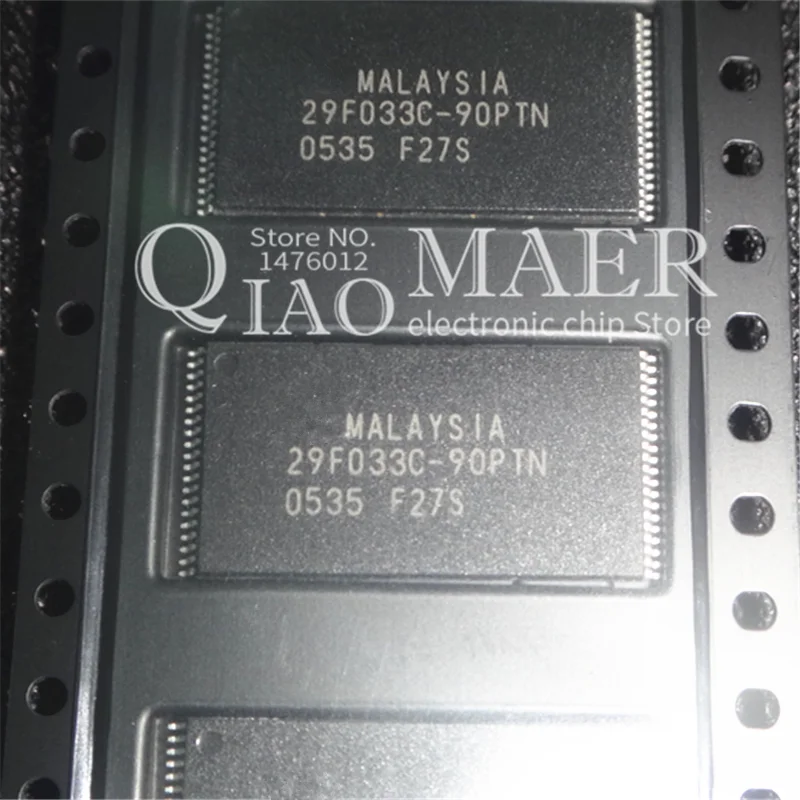 MALAYSIA
29F033C-90PTN
0535 F27S
Store NO.
1476012
QIAO MAER
electronic chip Store
MALAYSIA
29F033C-90PTN
0535 F27S